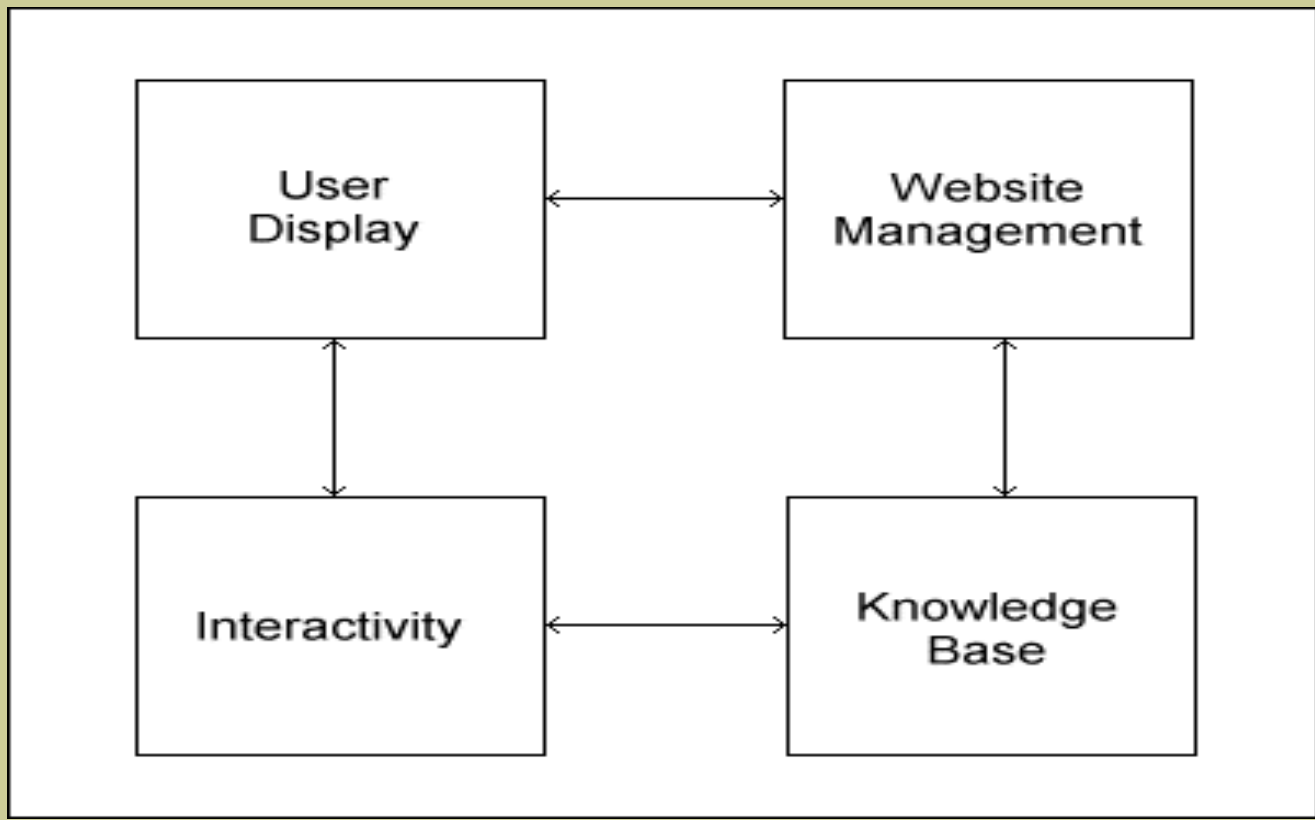 User
Display
Website
Management
Interactivity
Knowledge
Base